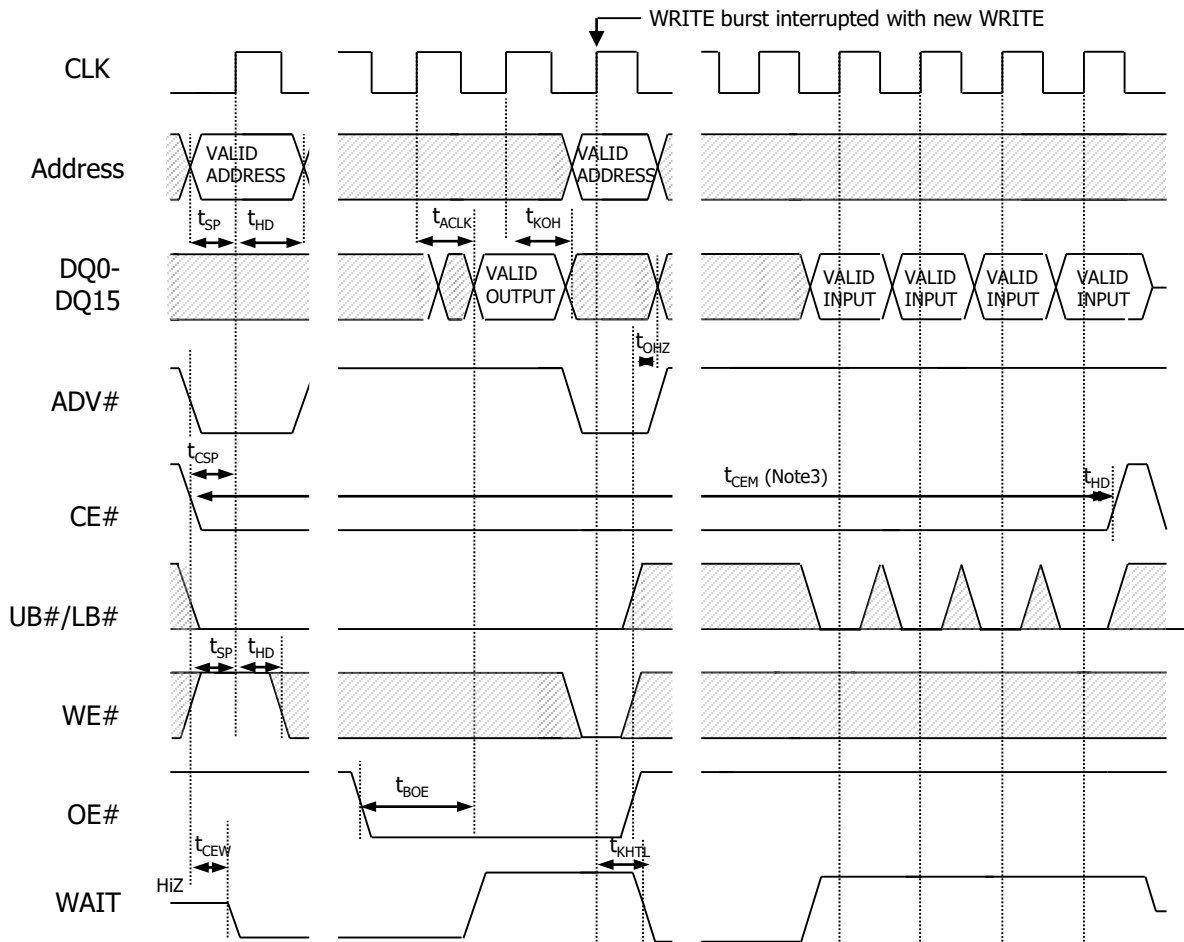 WRITE burst interrupted with new WRITE
CLK
Address
VALID
ADDRESS
VALID
ADDRESS
tSP
tHD
tACLK
tKOH
DQ0-
DQ15
VALID
OUTPUT
VALID
INPUT
VALID
INPUT
VALID
INPUT
VALID
INPUT
tOHZ
ADV#
tCSP
tCEM (Note3)
tHD
CE#
UB#/LB#
tSP
tHD
WE#
tBOE
OE#
tCEW
tKHTL
HiZ
WAIT